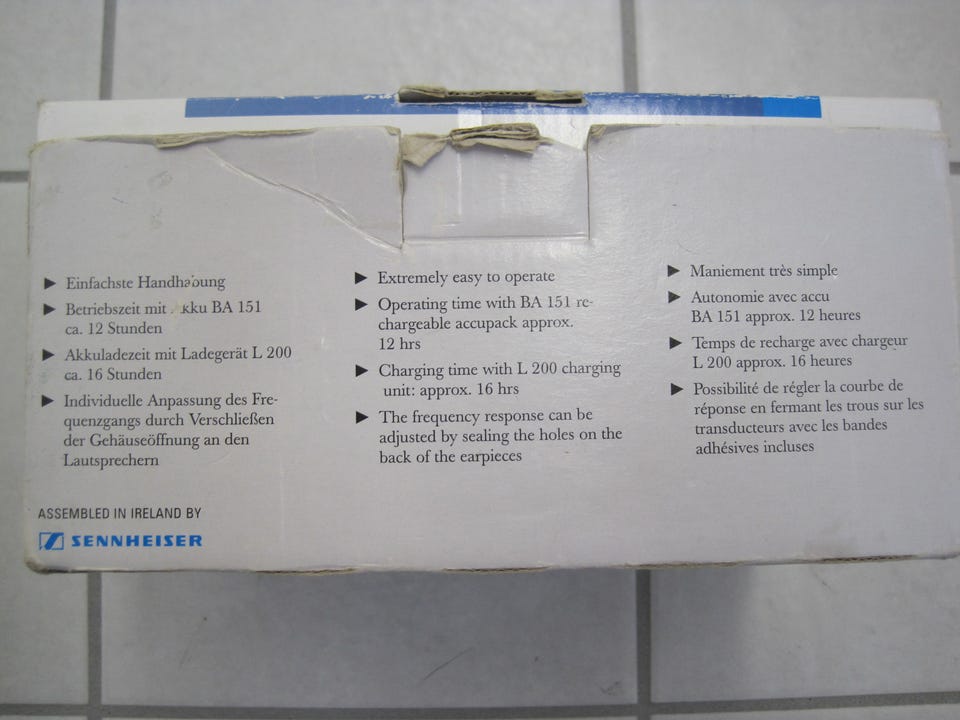 Einfachste Handhabung
Betriebszeit mit Akku BA 151
ca. 12 Stunden
Akkuladezeit mit Ladegerät L 200
ca. 16 Stunden
Individuelle Anpassung des Fre-
quenzgangs durch Verschließen
der Gehäuseöffnung an den
Lautsprechern
Extremely easy to operate
Operating time with BA 151 re-
chargeable accupack approx.
12 hrs
Charging time with L 200 charging
unit: approx. 16 hrs
The frequency response can be
adjusted by sealing the holes on the
back of the earpieces
Maniement très simple
Autonomie avec accu
BA 151 approx. 12 heures
Temps de recharge avec chargeur
L 200 approx. 16 heures
Possibilité de régler la courbe de
réponse en fermant les trous sur les
transducteurs avec les bandes
adhésives incluses
ASSEMBLED IN IRELAND BY
SENNHEISER